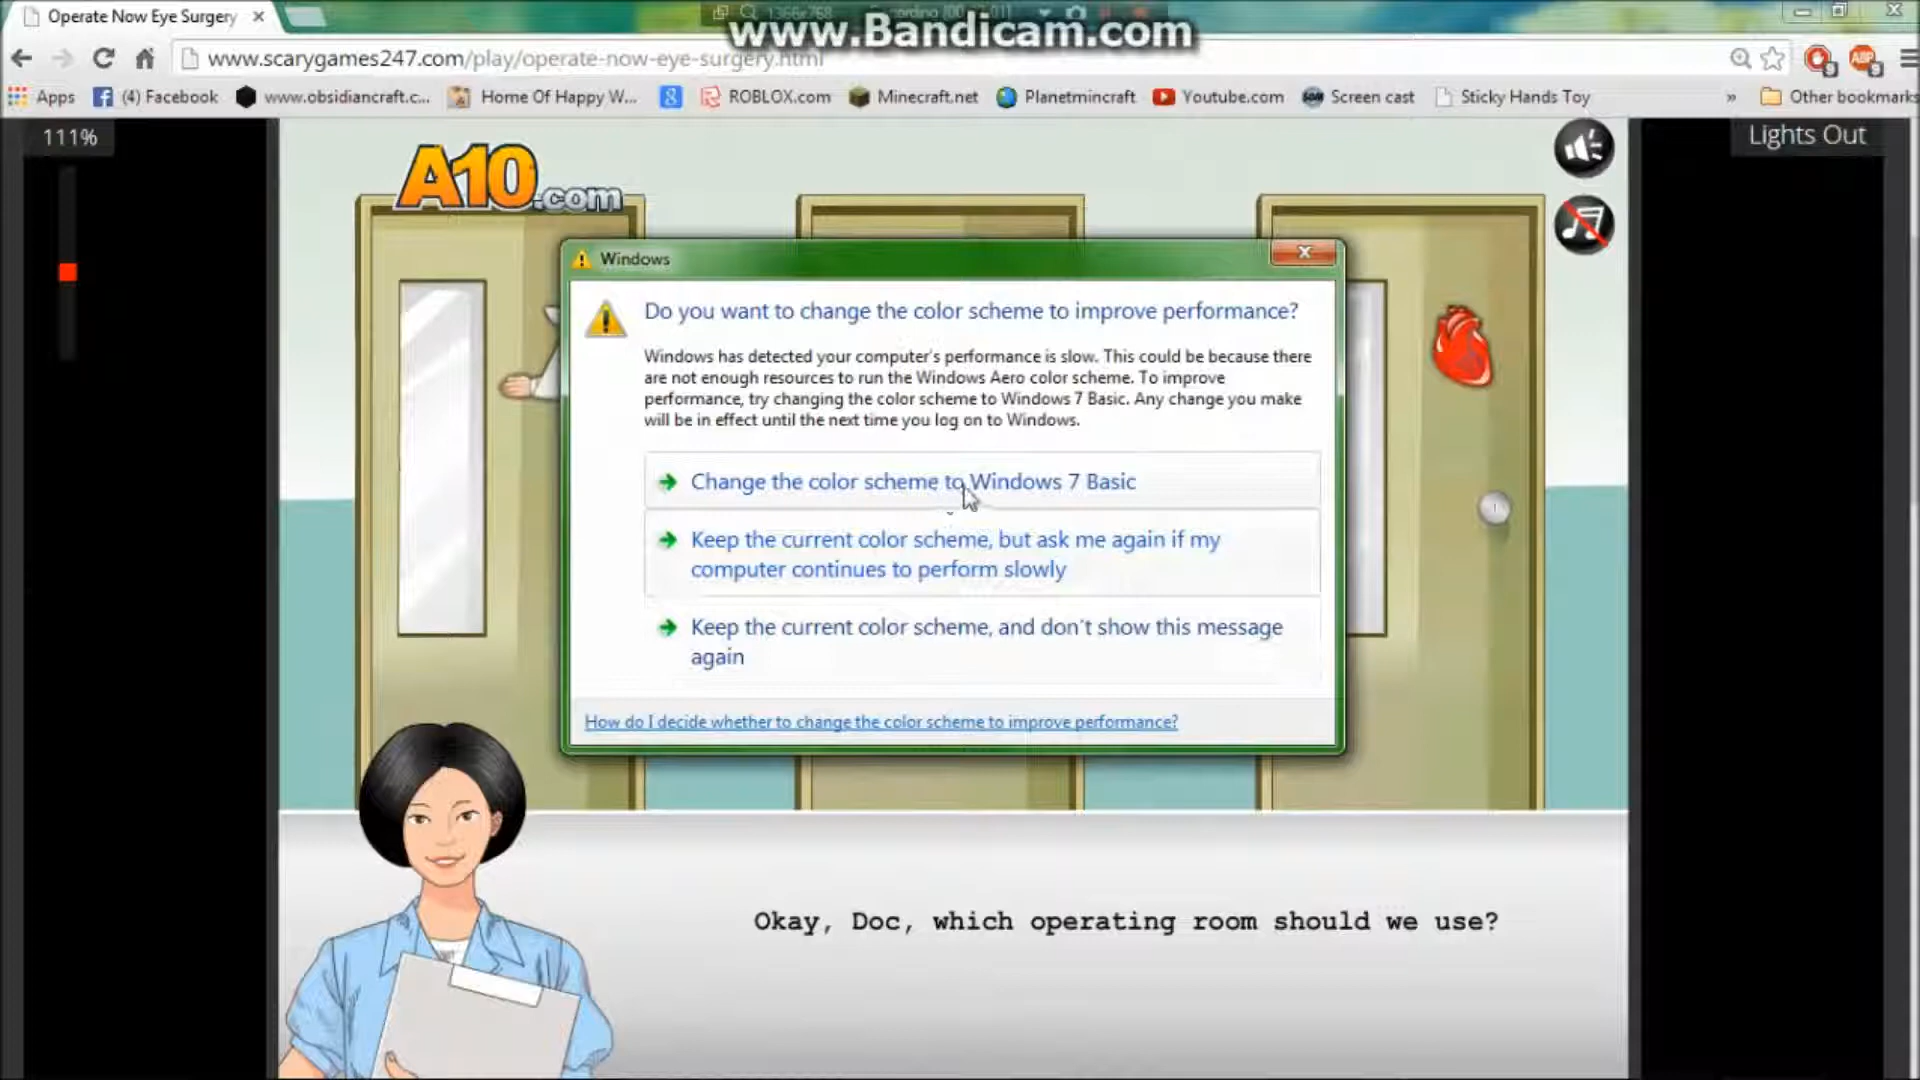 Operate Now Eye Surgery
1366x768
www.Bandicam.com
www.scarygames247.com/play/operate-now-eye-surgery.html
9
ABP
9
Apps
(4) Facebook
www.obsidiancraft.c...
Home Of Happy W...
8
ROBLOX.com
Minecraft.net
Planetmincraft
Youtube.com
Screen cast
Sticky Hands Toy
»
Other bookmarks
111%
A10.com
Lights Out
Windows
Do you want to change the color scheme to improve performance?
Windows has detected your computer's performance is slow. This could be because there
are not enough resources to run the Windows Aero color scheme. To improve
performance, try changing the color scheme to Windows 7 Basic. Any change you make
will be in effect until the next time you log on to Windows.
Change the color scheme to Windows 7 Basic
Keep the current color scheme, but ask me again if my
computer continues to perform slowly
Keep the current color scheme, and don't show this message
again
How do I decide whether to change the color scheme to improve performance?
Okay, Doc, which operating room should we use?